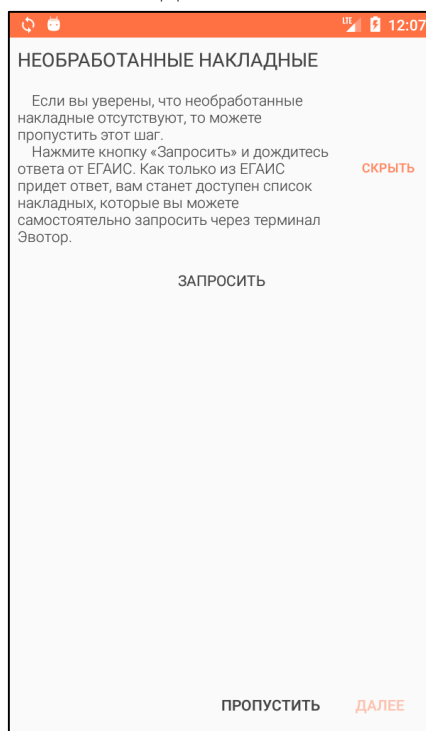 LTE 12:07
НЕОБРАБОТАННЫЕ НАКЛАДНЫЕ
Если вы уверены, что необработанные
накладные отсутствуют, то можете
пропустить этот шаг.
Нажмите кнопку «Запросить» и дождитесь
ответа от ЕГАИС. Как только из ЕГАИС
придет ответ, вам станет доступен список
накладных, которые вы можете
самостоятельно запросить через терминал
Эвотор.
СКРЫТЬ
ЗАПРОСИТЬ
ПРОПУСТИТЬ ДАЛЕЕ